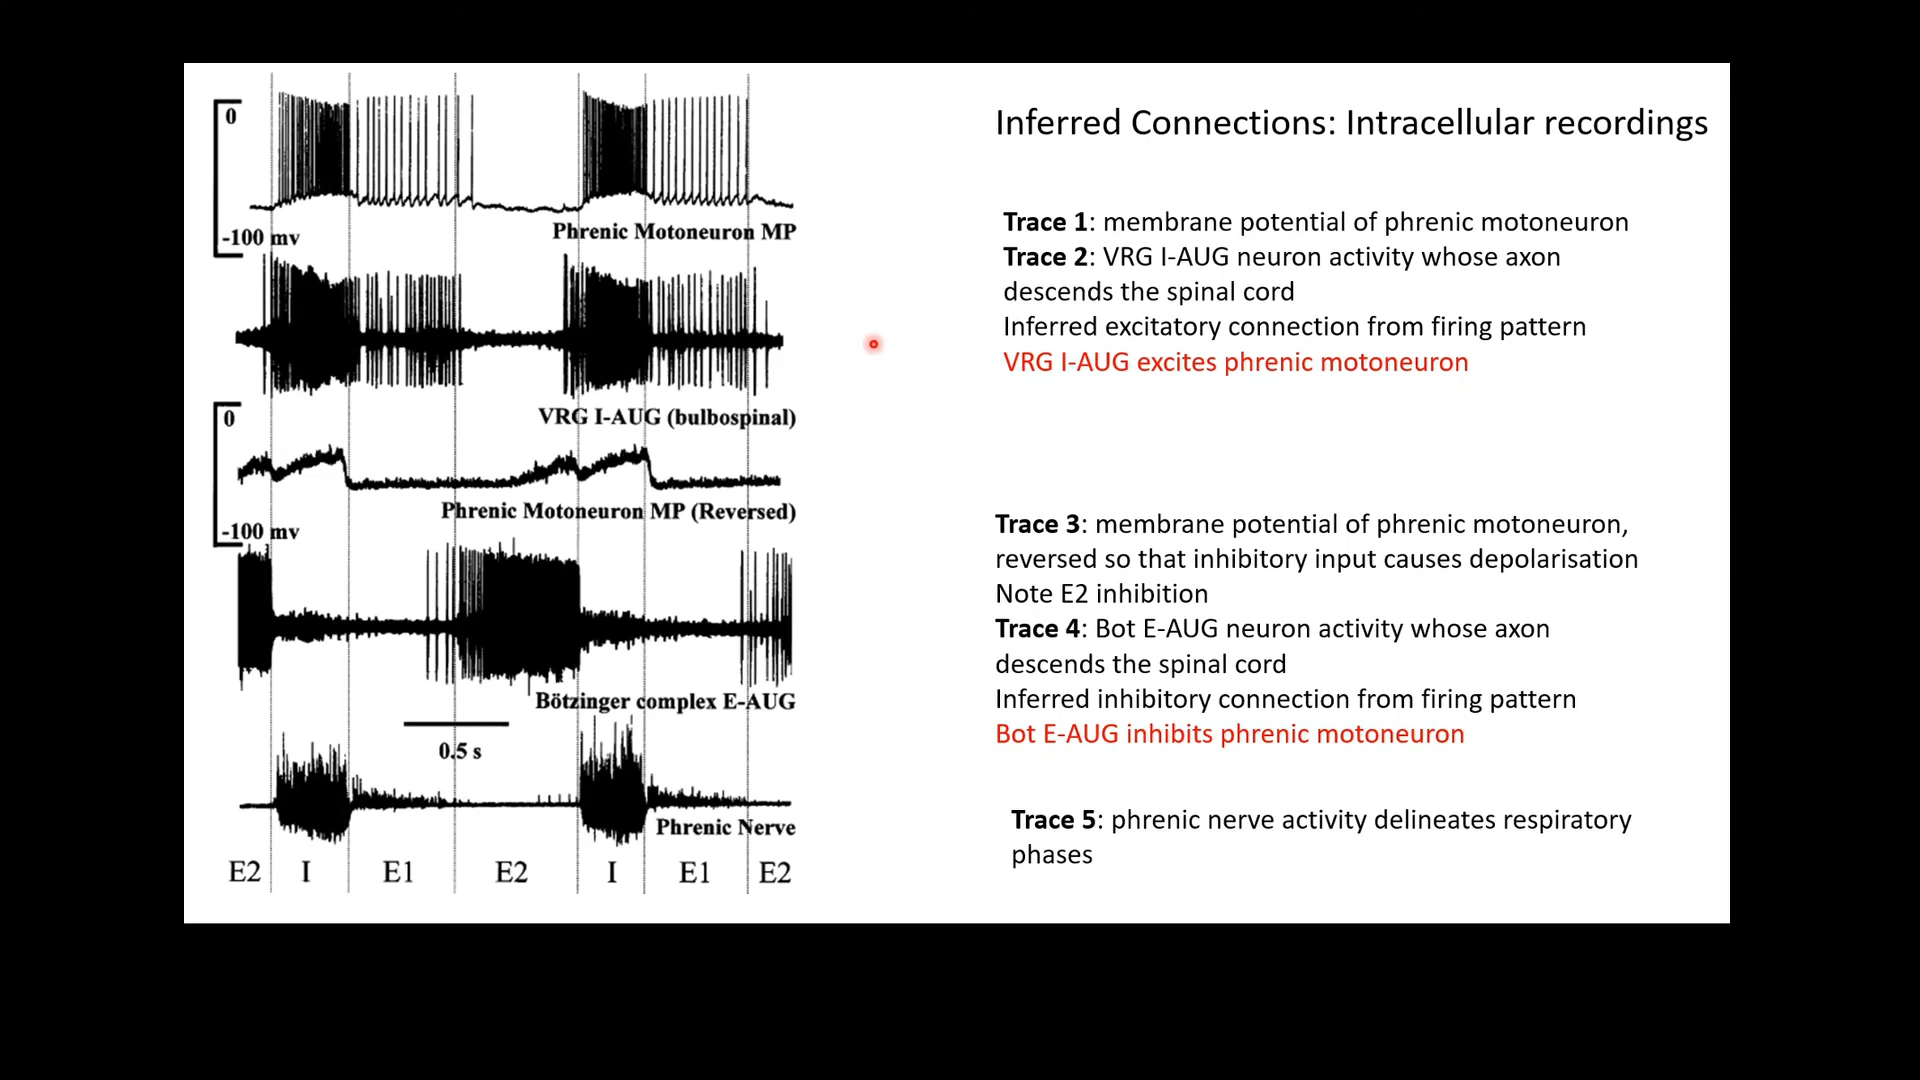 0
-100 mv
Phrenic Motoneuron MP
VRG I-AUG (bulbospinal)
0
-100 mv
Phrenic Motoneuron MP (Reversed)
Bötzinger complex E-AUG
0.5 s
Phrenic Nerve
E2 I E1 E2 I E1 E2
Inferred Connections: Intracellular recordings
Trace 1: membrane potential of phrenic motoneuron
Trace 2: VRG I-AUG neuron activity whose axon
descends the spinal cord
Inferred excitatory connection from firing pattern
VRG I-AUG excites phrenic motoneuron
Trace 3: membrane potential of phrenic motoneuron,
reversed so that inhibitory input causes depolarisation
Note E2 inhibition
Trace 4: Bot E-AUG neuron activity whose axon
descends the spinal cord
Inferred inhibitory connection from firing pattern
Bot E-AUG inhibits phrenic motoneuron
Trace 5: phrenic nerve activity delineates respiratory
phases